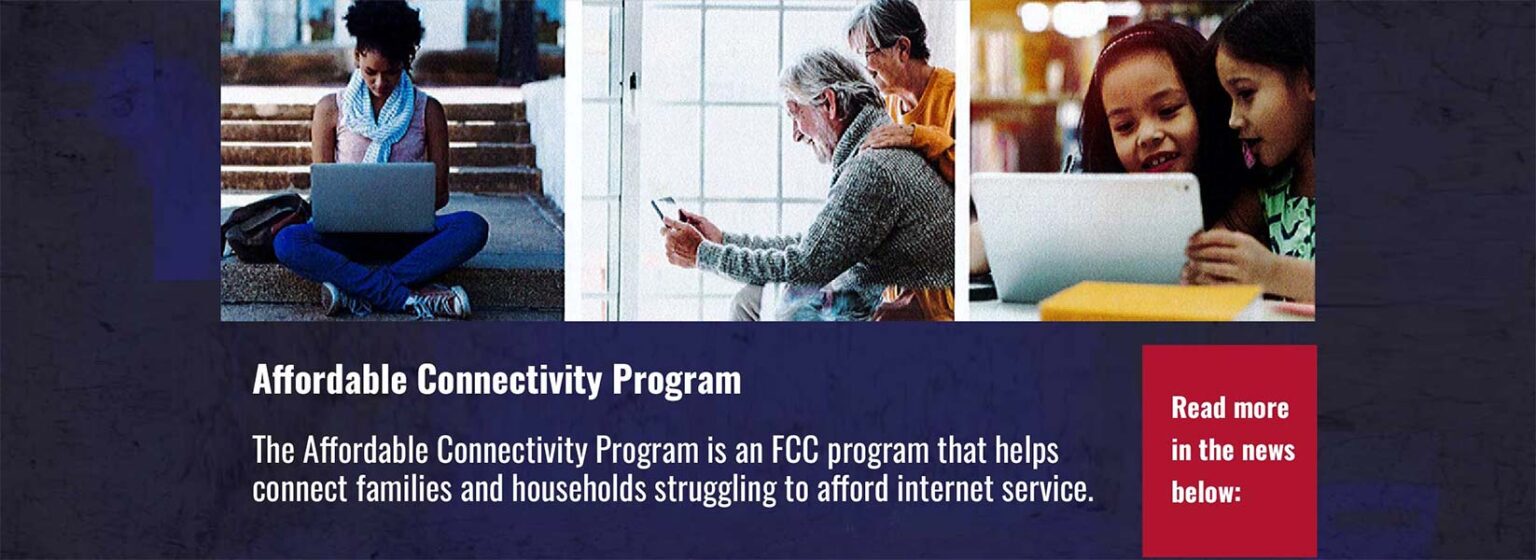 Affordable Connectivity Program
The Affordable Connectivity Program is an FCC program that helps
connect families and households struggling to afford internet service.
Read more
in the news
below: